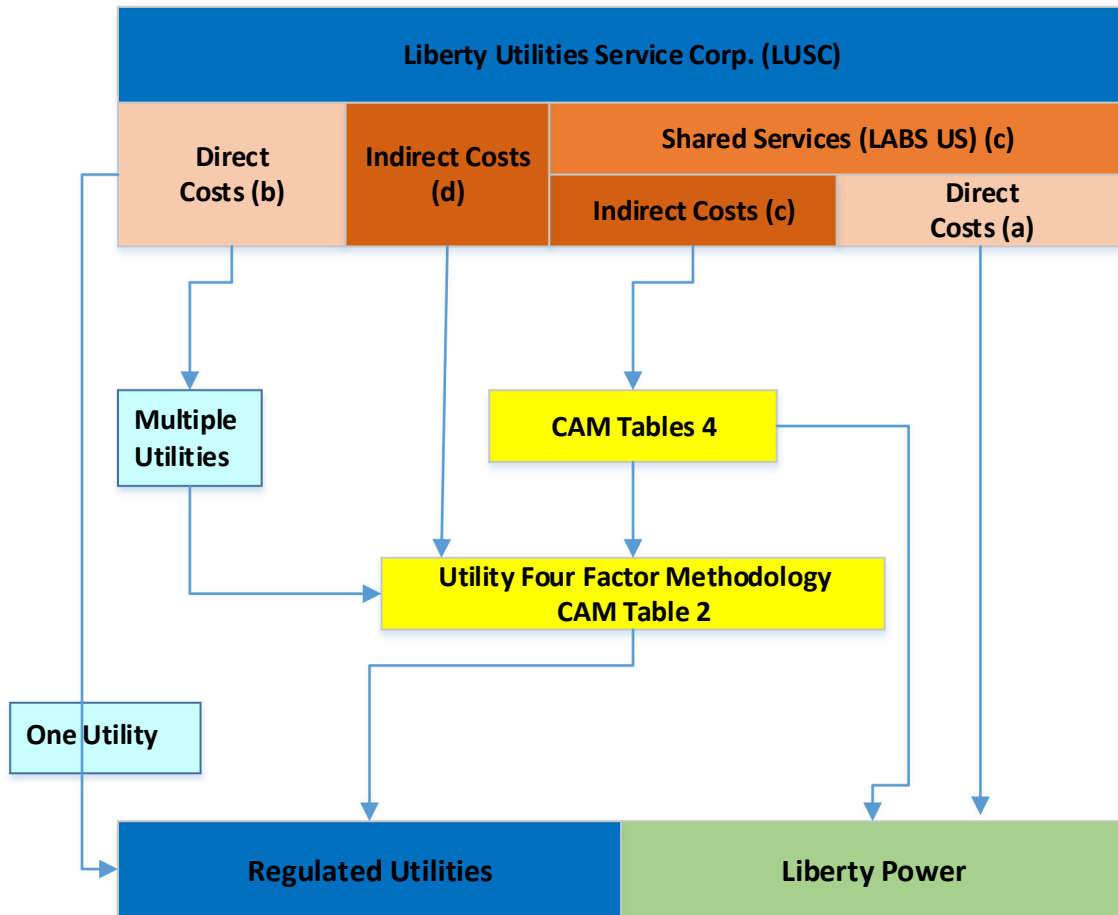 Liberty Utilities Service Corp. (LUSC)
Direct
Costs (b)
Indirect Costs
(d)
Shared Services (LABS US) (c)
Indirect Costs (c)
Direct
Costs (a)
Multiple
Utilities
CAM Tables 4
Utility Four Factor Methodology
CAM Table 2
One Utility
Regulated Utilities
Liberty Power